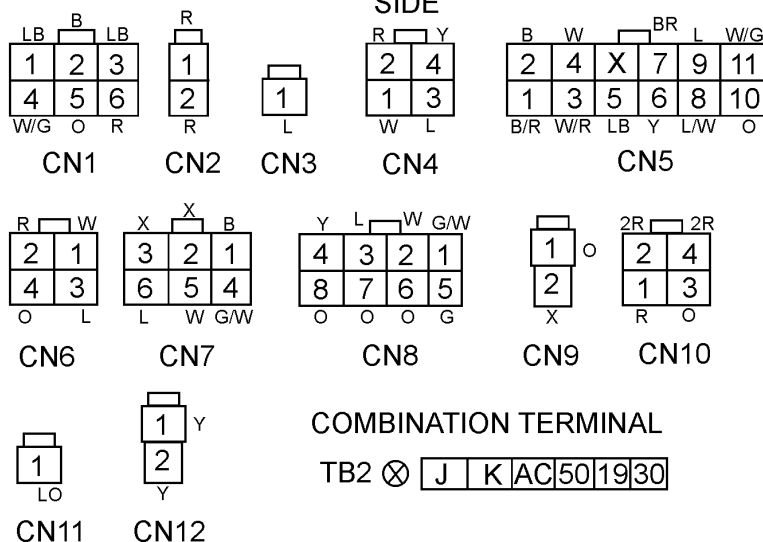 SIDE
LB B LB R R Y B W BR L W/G
1 2 3 1 2 4 2 4 X 7 9 11
4 5 6 2 1 1 3 1 3 5 6 8 10
W/G O R R L W L B/R W/R LB Y L/W O
CN1 CN2 CN3 CN4 CN5
R W X X B Y L W G/W 2R 2R
2 1 3 2 1 4 3 2 1 1 O 2 4
4 3 6 5 4 8 7 6 5 2 1 3
O L L W G/W O O O G X R O
CN6 CN7 CN8 CN9 CN10
1 Y COMBINATION TERMINAL
1 2 TB2 J K AC 50 19 30
LO Y
CN11 CN12